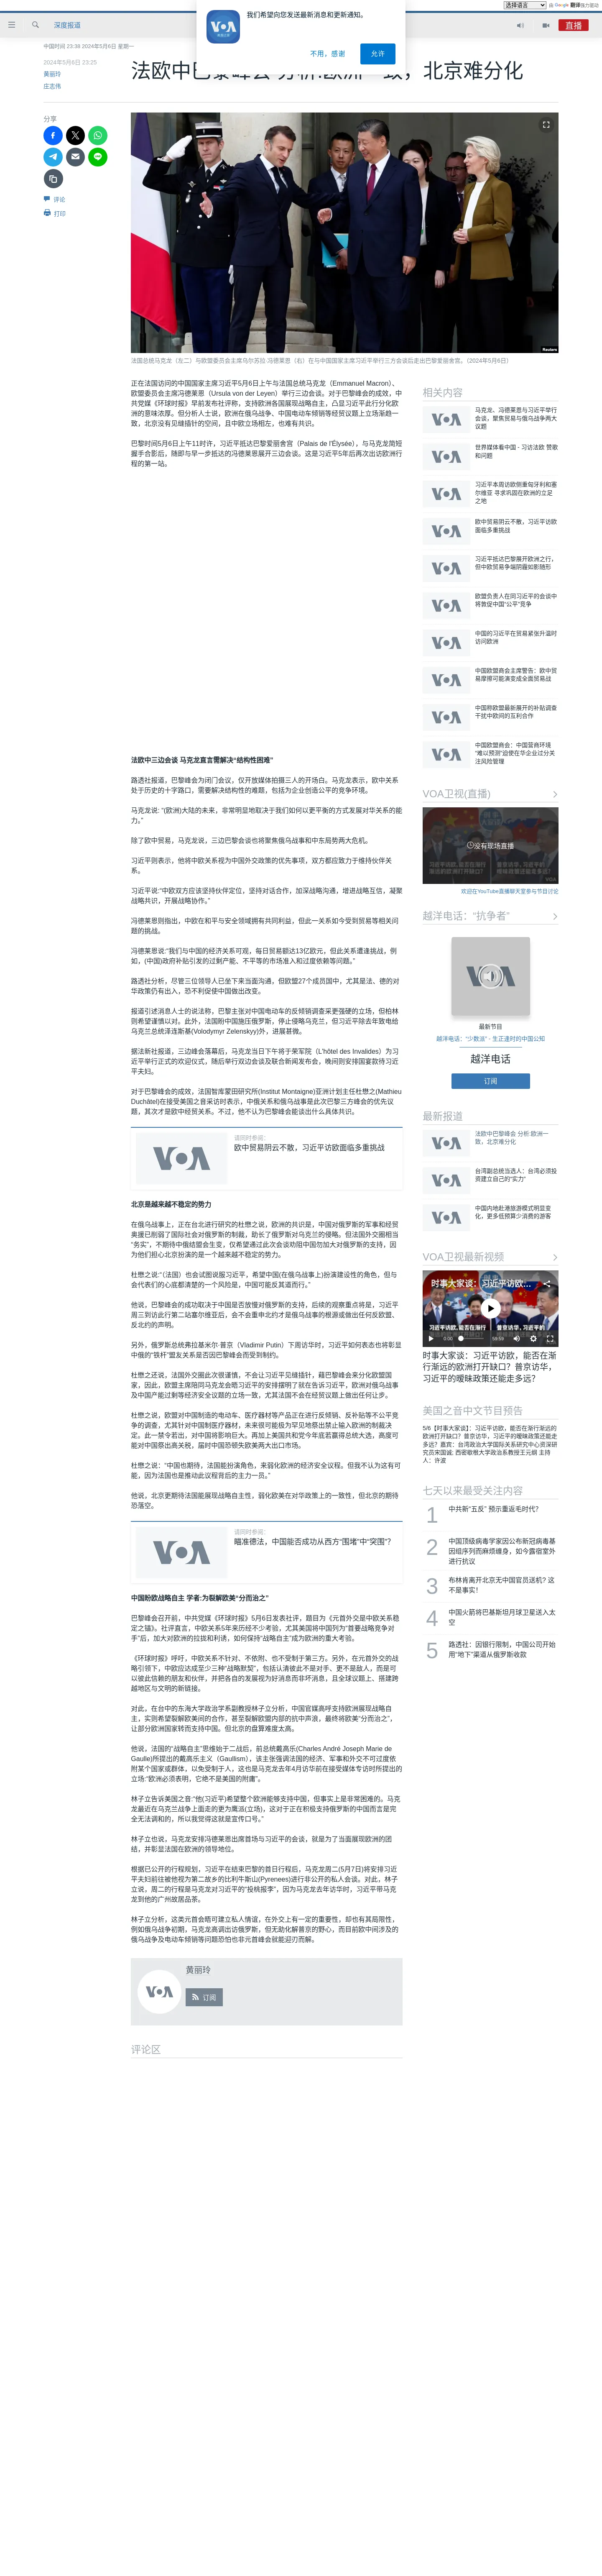 选择语言
由 Google 翻译强力驱动
深度报道
直播
VOA
我们希望向您发送最新消息和更新通知。
不用，感谢
允许
中国时间 23:38 2024年5月6日 星期一
2024年5月6日 23:25
黄丽玲
庄志伟
分享
评论
打印
Reuters
法国总统马克龙（左二）与欧盟委员会主席乌尔苏拉·冯德莱恩（右）在与中国国家主席习近平举行三方会谈后走出巴黎爱丽舍宫。（2024年5月6日）
正在法国访问的中国国家主席习近平5月6日上午与法国总统马克龙（Emmanuel Macron）、
欧盟委员会主席冯德莱恩（Ursula von der Leyen）举行三边会谈。对于巴黎峰会的成效，中
共党媒《环球时报》早前发布社评称，支持欧洲各国展现战略自主，凸显习近平此行分化欧
洲的意味浓厚。但分析人士说，欧洲在俄乌战争、中国电动车倾销等经贸议题上立场渐趋一
致，北京没有见缝插针的空间，且中欧立场相左，也难有共识。
巴黎时间5月6日上午11时许，习近平抵达巴黎爱丽舍宫（Palais de l'Élysée)，与马克龙简短
握手合影后，随即与早一步抵达的冯德莱恩展开三边会谈。这是习近平5年后再次出访欧洲行
程的第一站。
法欧中三边会谈 马克龙直言需解决“结构性困难”
路透社报道，巴黎峰会为闭门会议，仅开放媒体拍摄三人的开场白。马克龙表示，欧中关系
处于历史的十字路口，需要解决结构性的难题，包括为企业创造公平的竞争环境。
马克龙说: “(欧洲)大陆的未来，非常明显地取决于我们如何以更平衡的方式发展对华关系的能
力。”
除了欧中贸易，马克龙说，三边巴黎会谈也将聚焦俄乌战事和中东局势两大危机。
习近平则表示，他将中欧关系视为中国外交政策的优先事项，双方都应致力于维持伙伴关
系。
习近平说:“中欧双方应该坚持伙伴定位，坚持对话合作，加深战略沟通，增进战略互信，凝聚
战略共识，开展战略协作。”
冯德莱恩则指出，中欧在和平与安全领域拥有共同利益，但此一关系如今受到贸易等相关问
题的挑战。
冯德莱恩说:“我们与中国的经济关系可观，每日贸易额达13亿欧元，但此关系遭逢挑战，例
如，(中国)政府补贴引发的过剩产能、不平等的市场准入和过度依赖等问题。”
路透社分析，尽管三位领导人已坐下来当面沟通，但欧盟27个成员国中，尤其是法、德的对
华政策仍有出入，恐不利促使中国做出改变。
报道引述消息人士的说法称，巴黎主张对中国电动车的反倾销调查采更强硬的立场，但柏林
则希望谨慎以对。此外，法国盼中国施压俄罗斯，停止侵略乌克兰，但习近平除去年致电给
马克兰总统泽连斯基(Volodymyr Zelenskyy)外，进展甚微。
据法新社报道，三边峰会落幕后，马克龙当日下午将于荣军院（L'hôtel des Invalides）为习
近平举行正式的欢迎仪式，随后举行双边会谈及联合新闻发布会，晚间则安排国宴款待习近
平夫妇。
对于巴黎峰会的成效，法国智库蒙田研究所(Institut Montaigne)亚洲计划主任杜懋之(Mathieu
Duchâtel)在接受美国之音采访时表示，中俄关系和俄乌战事是此次巴黎三方峰会的优先议
题，其次才是欧中经贸关系。不过，他不认为巴黎峰会能谈出什么具体共识。
VOA
请同时参阅：
欧中贸易阴云不散，习近平访欧面临多重挑战
北京是越来越不稳定的势力
在俄乌战事上，正在台北进行研究的杜懋之说，欧洲的共识是，中国对俄罗斯的军事和经贸
奥援已削弱了国际社会对俄罗斯的制裁，助长了俄罗斯对乌克兰的侵略。但法国外交圈相当
“务实”，不期待中俄结盟会生变，仅希望通过此次会谈劝阻中国勿加大对俄罗斯的支持，因
为他们担心北京扮演的是一个越来越不稳定的势力。
杜懋之说:“（法国）也会试图说服习近平，希望中国(在俄乌战事上)扮演建设性的角色，但与
会代表们的心底都清楚的一个风险是，中国可能反其道而行。”
他说，巴黎峰会的成功取决于中国是否放慢对俄罗斯的支持，后续的观察重点将是，习近平
周三到访此行第二站塞尔维亚后，会不会重申北约才是俄乌战事的根源或做出任何反欧盟、
反北约的声明。
另外，俄罗斯总统弗拉基米尔·普京（Vladimir Putin）下周访华时，习近平如何表态也将彰显
中俄的“铁杆”盟友关系是否因巴黎峰会而受到制约。
杜懋之还说，法国外交圈此次很谨慎，不会让习近平见缝插针，藉巴黎峰会来分化欧盟国
家，因此，欧盟主席陪同马克龙会晤习近平的安排摆明了就在告诉习近平，欧洲对俄乌战事
及中国产能过剩等经济安全议题的立场一致，尤其法国不会在经贸议题上做出任何让步。
杜懋之说，欧盟对中国制造的电动车、医疗器材等产品正在进行反倾销、反补贴等不公平竞
争的调查，尤其针对中国制医疗器材，未来很可能极为罕见地祭出禁止输入欧洲的制裁决
定。此一禁令若出，对中国将影响巨大。再加上美国和共党今年底若赢得总统大选，高度可
能对中国祭出高关税，届时中国恐顿失欧美两大出口市场。
杜懋之说：“中国也期待，法国能扮演角色，来弱化欧洲的经济安全议程。但我不认为这有可
能，因为法国也是推动此议程背后的主力一员。”
他说，北京更期待法国能展现战略自主性，弱化欧美在对华政策上的一致性，但北京的期待
恐落空。
VOA
请同时参阅：
瞄准德法，中国能否成功从西方“围堵”中“突围”?
中国盼欧战略自主 学者:为裂解欧美“分而治之”
巴黎峰会召开前，中共党媒《环球时报》5月6日发表社评，题目为《元首外交是中欧关系稳
定之锚》。社评直言，中欧关系5年来历经不少考验，尤其美国将中国列为“首要战略竞争对
手”后，加大对欧洲的拉拢和利诱，如何保持“战略自主”成为欧洲的重大考验。
《环球时报》呼吁，中欧关系不针对、不依附、也不受制于第三方。另外，在元首外交的战
略引领下，中欧应达成至少三种“战略默契”，包括认清彼此不是对手、更不是敌人，而是可
以彼此信赖的朋友和伙伴，并把各自的发展视为好消息而非坏消息，且全球议题上、搭建跨
越地区与文明的新链接。
对此，在台中的东海大学政治学系副教授林子立分析，中国官媒高呼支持欧洲展现战略自
主，实则希望裂解欧美间的合作，甚至裂解欧盟内部的抗中声浪，最终将欧美“分而治之”，
让部分欧洲国家转而支持中国。但北京的盘算难度太高。
他说，法国的“战略自主”思维始于二战后，前总统戴高乐(Charles André Joseph Marie de
Gaulle)所提出的戴高乐主义（Gaullism)，该主张强调法国的经济、军事和外交不可过度依
附某个国家或群体，以免受制于人，这也是马克龙去年4月访华前在接受媒体专访时所提出的
立场:“欧洲必须表明，它绝不是美国的附庸”。
林子立告诉美国之音:“他(习近平)希望整个欧洲能够支持中国，但事实上是非常困难的。马克
龙最近在乌克兰战争上面走的更为鹰派(立场)，这对于正在积极支持俄罗斯的中国而言是完
全无法调和的，所以我觉得这就是宣传口号。”
林子立也说，马克龙安排冯德莱恩出席首场与习近平的会谈，就是为了当面展现欧洲的团
结，并彰显法国在欧洲的领导地位。
根据已公开的行程规划，习近平在结束巴黎的首日行程后，马克龙周二(5月7日)将安排习近
平夫妇前往被他视为第二故乡的比利牛斯山(Pyrenees)进行非公开的私人会谈。对此，林子
立说，周二的行程是马克龙对习近平的“投桃报李”，因为马克龙去年访华时，习近平带马克
龙到他的广州故居品茶。
林子立分析，这类元首会晤可建立私人情谊，在外交上有一定的重要性，却也有其局限性，
例如俄乌战争初期，马克龙高调出访俄罗斯，但无助化解普京的野心，而目前欧中间涉及的
俄乌战争及电动车倾销等问题恐怕也非元首峰会就能迎刃而解。
VOA
黄丽玲
订阅
评论区
相关内容
马克龙、冯德莱恩与习近平举行
会谈，聚焦贸易与俄乌战争两大
议题
世界媒体看中国 - 习访法欧 赞歌
和问题
习近平本周访欧侧重匈牙利和塞
尔维亚 寻求巩固在欧洲的立足
之地
欧中贸易阴云不散，习近平访欧
面临多重挑战
习近平抵达巴黎展开欧洲之行，
但中欧贸易争端阴霾如影随形
欧盟负责人在同习近平的会谈中
将敦促中国“公平”竞争
中国的习近平在贸易紧张升温时
访问欧洲
中国欧盟商会主席警告：欧中贸
易摩擦可能演变成全面贸易战
中国称欧盟最新展开的补贴调查
干扰中欧间的互利合作
中国欧盟商会：中国营商环境
“难以预测”迫使在华企业过分关
注风险管理
VOA卫视(直播)
没有现场直播
欢迎在YouTube直播聊天室参与节目讨论
越洋电话：“抗争者”
VOA
最新节目
越洋电话：“少数派” - 生正逢时的中国公知
越洋电话
订阅
最新报道
法欧中巴黎峰会 分析:欧洲一
致，北京难分化
台湾副总统当选人：台湾必须投
资建立自己的“实力”
中国内地赴港旅游模式明显变
化，更多低预算少消费的游客
VOA卫视最新视频
时事大家谈：习近平访欧…
习近平访欧, 能否在渐行
普京访华，习近平的
0:00
59:59
时事大家谈：习近平访欧，能否在渐
行渐远的欧洲打开缺口？普京访华，
习近平的暧昧政策还能走多远？
美国之音中文节目预告
5/6【时事大家谈】：习近平访欧，能否在渐行渐远的
欧洲打开缺口？普京访华，习近平的暧昧政策还能走
多远？嘉宾：台湾政治大学国际关系研究中心资深研
究员宋国诚; 西密歇根大学政治系教授王元纲 主持
人：许波
七天以来最受关注内容
1
中共新“五反” 预示重返毛时代？
2
中国顶级病毒学家因公布新冠病毒基
因组序列而麻烦缠身，如今露宿室外
进行抗议
3
布林肯离开北京无中国官员送机? 这
不是事实！
4
中国火箭将巴基斯坦月球卫星送入太
空
5
路透社：因银行限制，中国公司开始
用“地下”渠道从俄罗斯收款